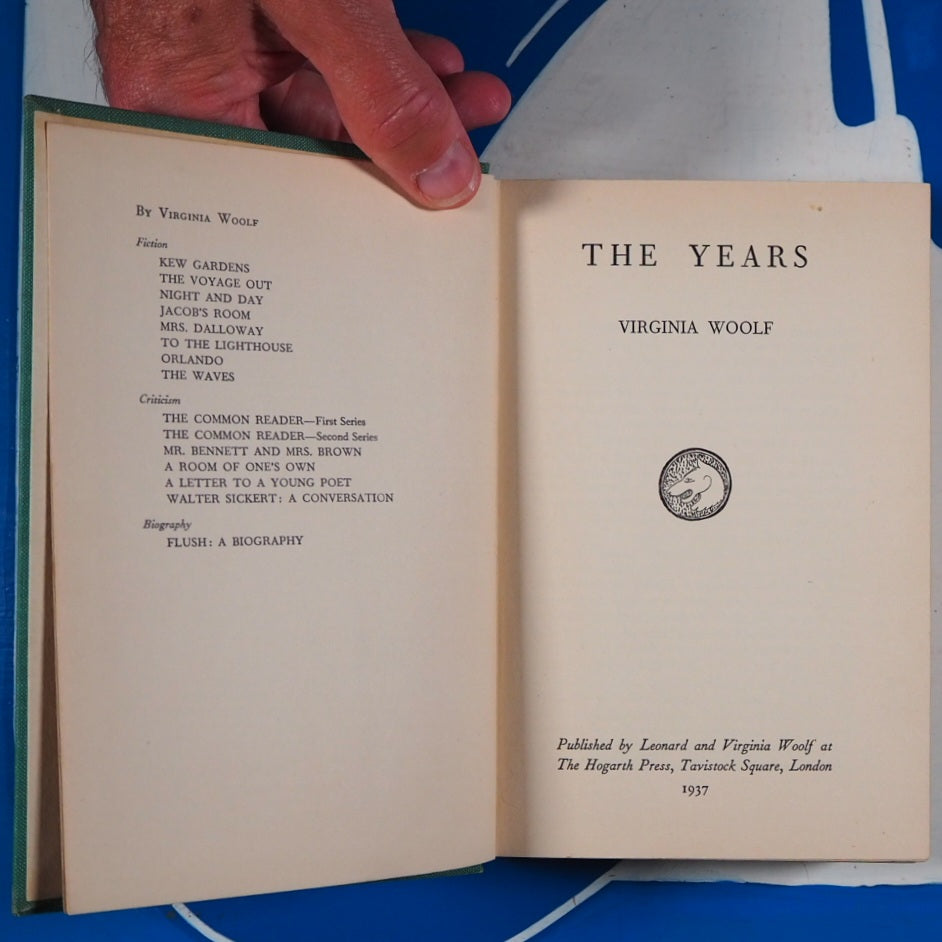 By Virginia Woolf
Fiction
KEW GARDENS
THE VOYAGE OUT
NIGHT AND DAY
JACOB'S ROOM
MRS. DALLOWAY
TO THE LIGHTHOUSE
ORLANDO
THE WAVES
Criticism
THE COMMON READER—First Series
THE COMMON READER—Second Series
MR. BENNETT AND MRS. BROWN
A ROOM OF ONE'S OWN
A LETTER TO A YOUNG POET
WALTER SICKERT: A CONVERSATION
Biography
FLUSH: A BIOGRAPHY
THE YEARS
VIRGINIA WOOLF
Published by Leonard and Virginia Woolf at
The Hogarth Press, Tavistock Square, London
1937